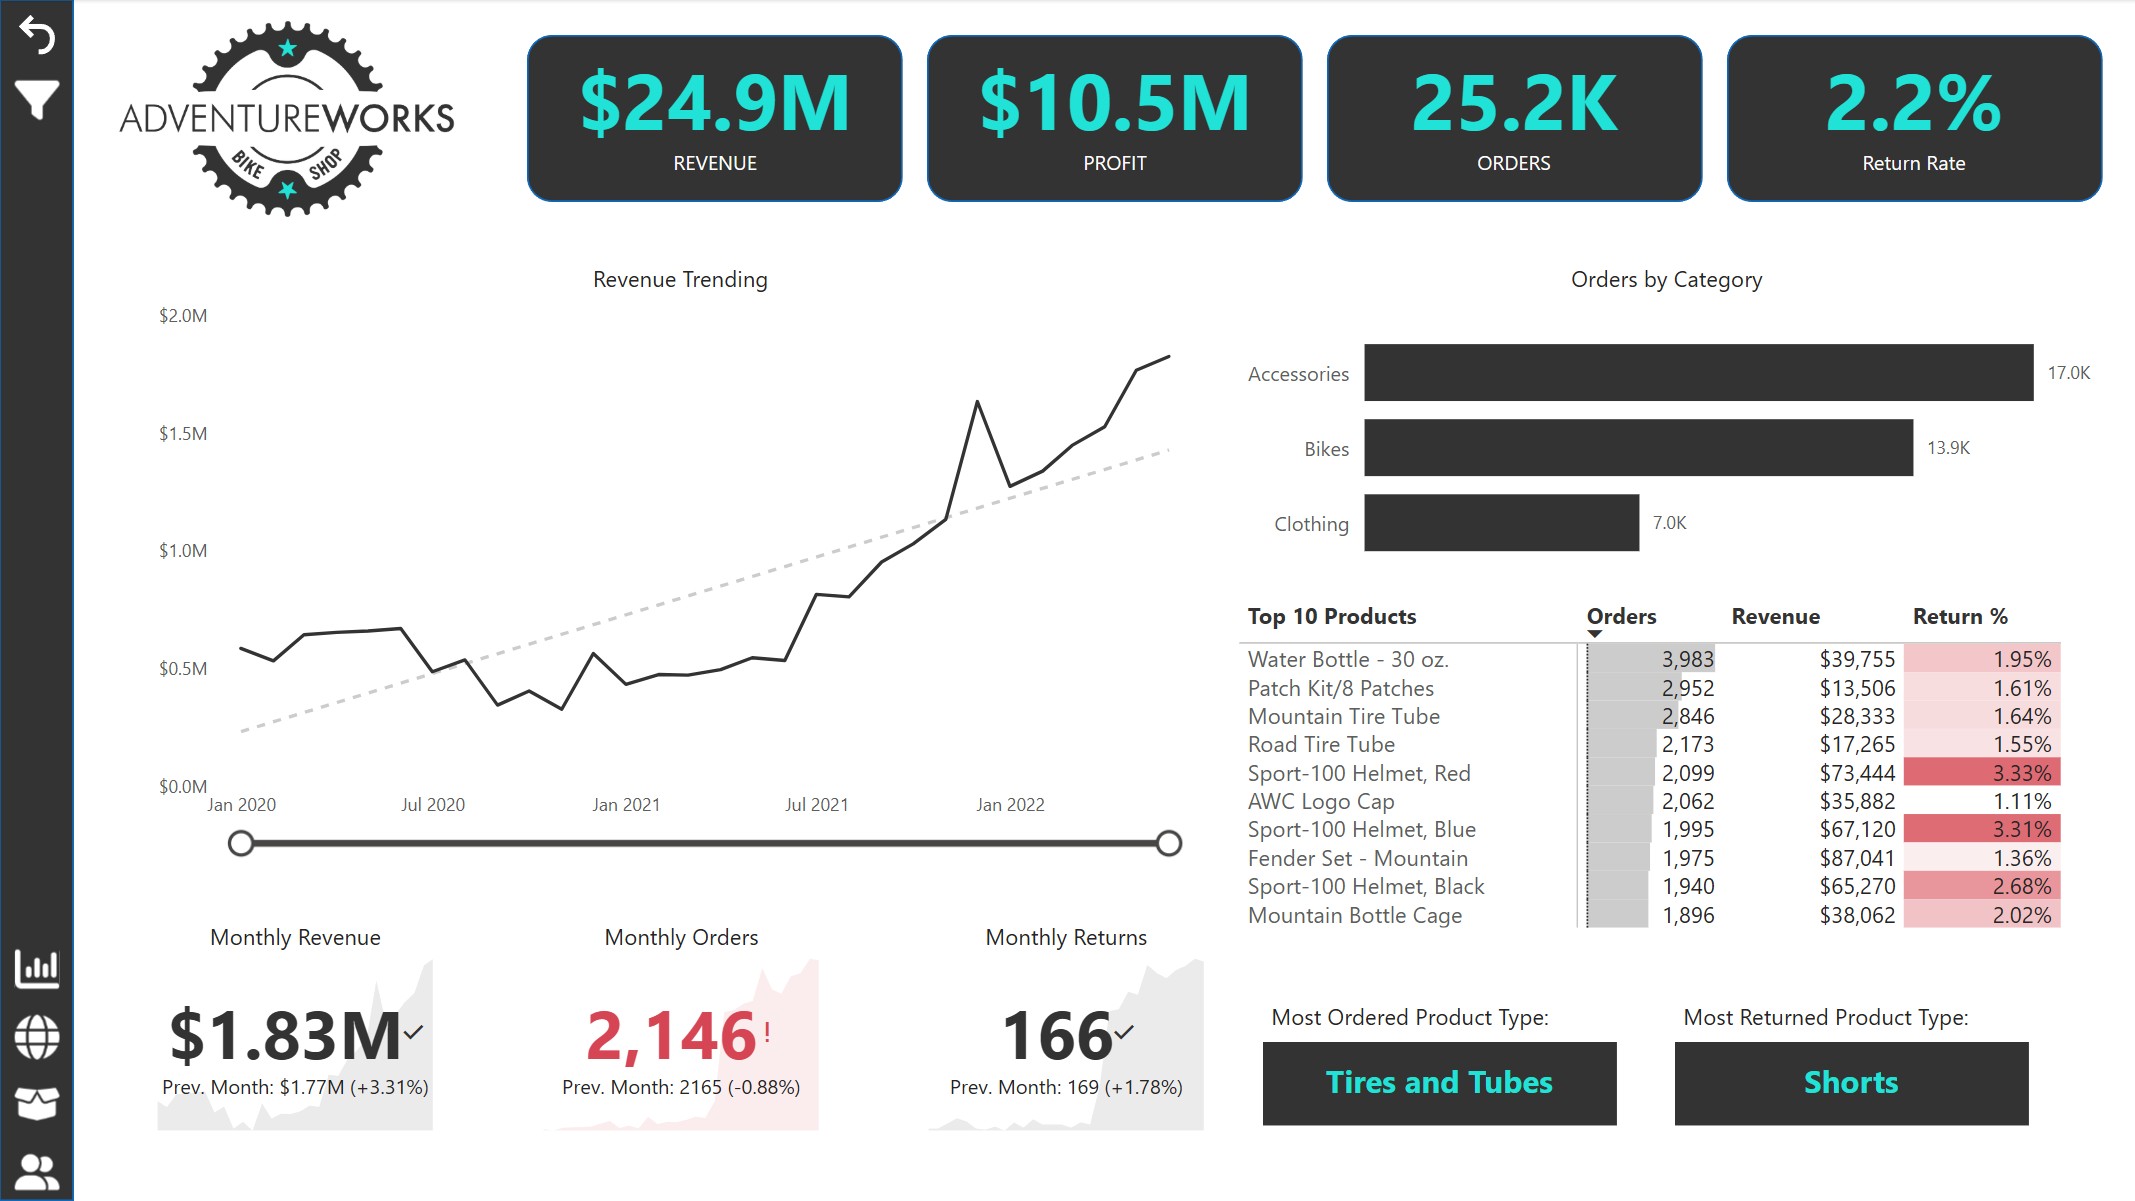 ADVENTUREWORKS
BIKE SHOP
$24.9M
REVENUE
$10.5M
PROFIT
25.2K
ORDERS
2.2%
Return Rate
Revenue Trending
$2.0M
$1.5M
$1.0M
$0.5M
$0.0M
Jan 2020 Jul 2020 Jan 2021 Jul 2021 Jan 2022
Orders by Category
Accessories 17.0K
Bikes 13.9K
Clothing 7.0K
Top 10 Products Orders Revenue Return %
Water Bottle - 30 oz. 3,983 $39,755 1.95%
Patch Kit/8 Patches 2,952 $13,506 1.61%
Mountain Tire Tube 2,846 $28,333 1.64%
Road Tire Tube 2,173 $17,265 1.55%
Sport-100 Helmet, Red 2,099 $73,444 3.33%
AWC Logo Cap 2,062 $35,882 1.11%
Sport-100 Helmet, Blue 1,995 $67,120 3.31%
Fender Set - Mountain 1,975 $87,041 1.36%
Sport-100 Helmet, Black 1,940 $65,270 2.68%
Mountain Bottle Cage 1,896 $38,062 2.02%
Monthly Revenue
$1.83M✓
Prev. Month: $1.77M (+3.31%)
Monthly Orders
2,146!
Prev. Month: 2165 (-0.88%)
Monthly Returns
166✓
Prev. Month: 169 (+1.78%)
Most Ordered Product Type:
Tires and Tubes
Most Returned Product Type:
Shorts